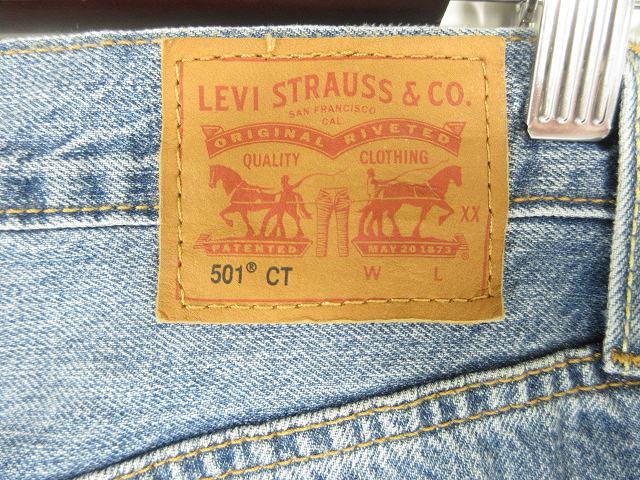 LEVI STRAUSS & CO.
SAN FRANCISCO
CAL.
ORIGINAL RIVETED
QUALITY CLOTHING
XX
PATENTED MAY 20 1873
®
501® CT W L